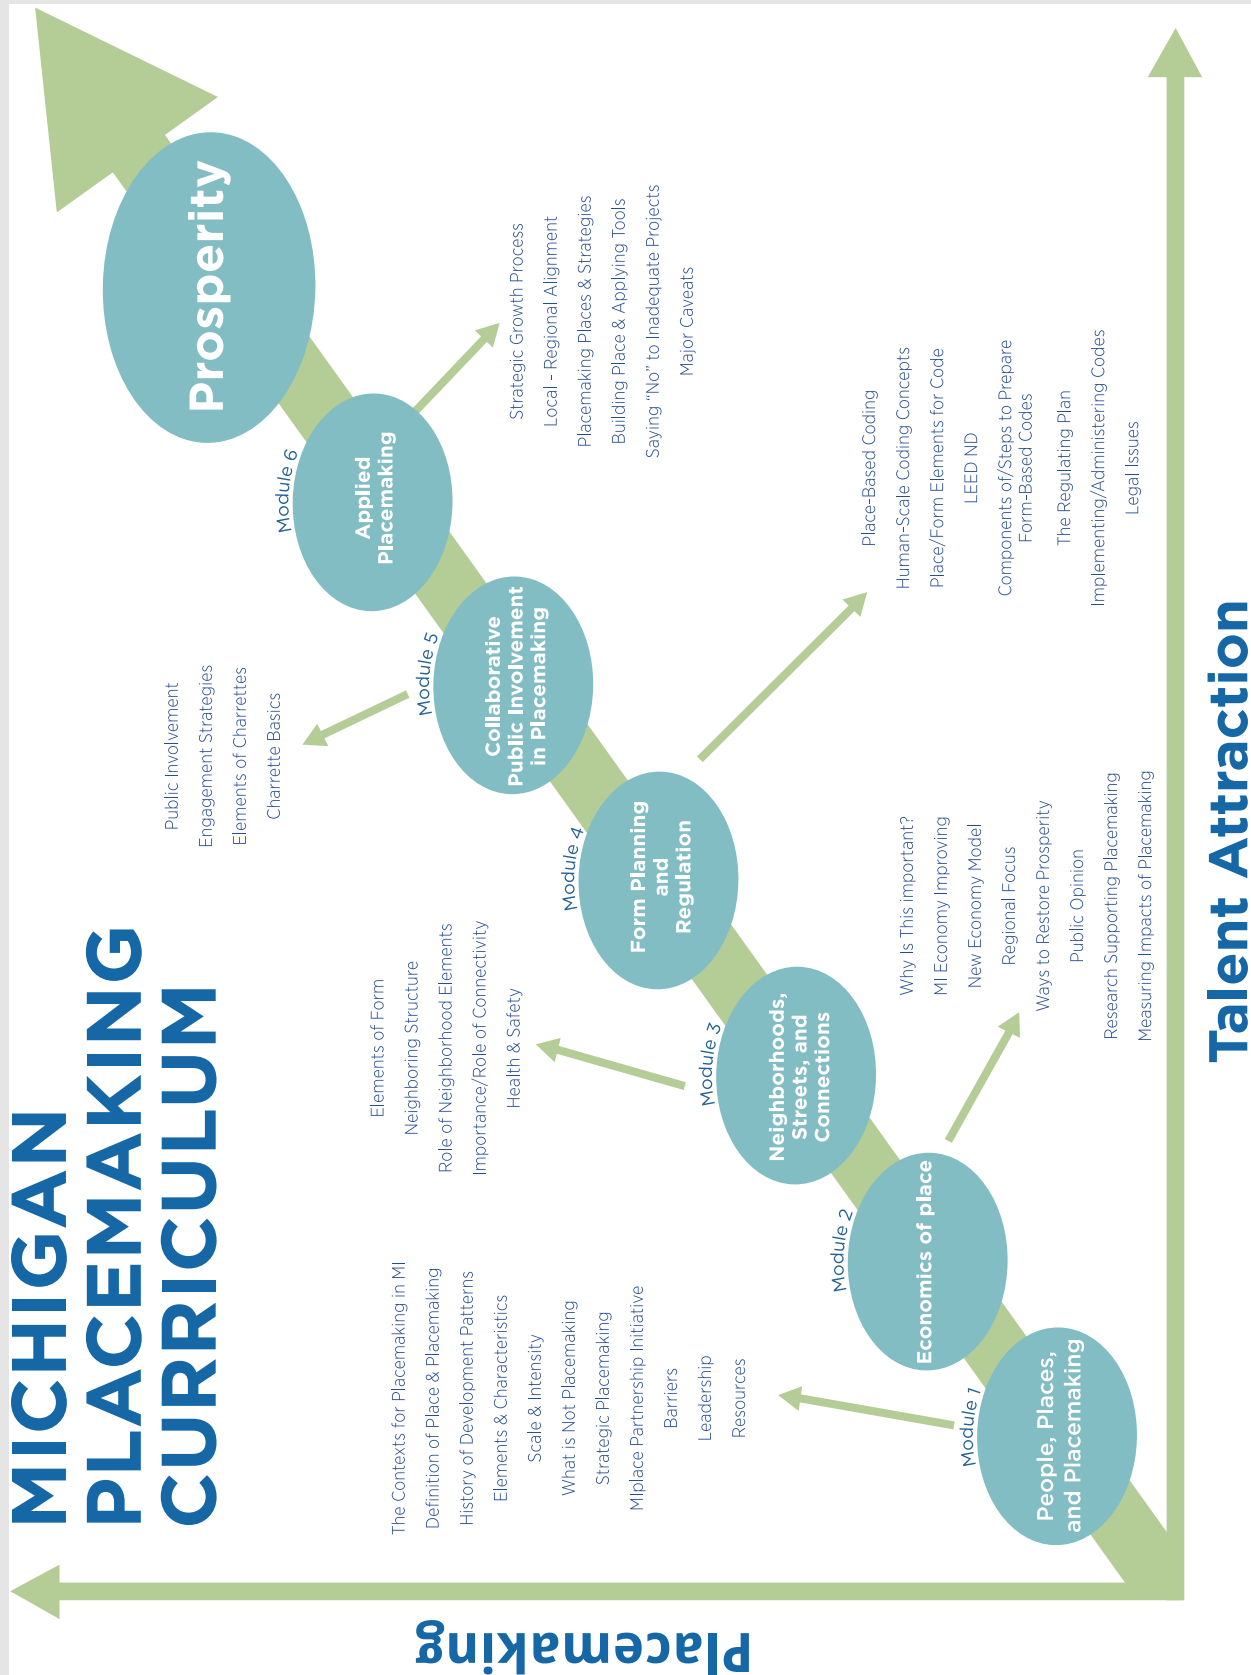 MICHIGAN
PLACEMAKING
CURRICULUM
Placemaking
Talent Attraction
Prosperity
Module 1
People, Places,
and Placemaking
The Contexts for Placemaking in MI
Definition of Place & Placemaking
History of Development Patterns
Elements & Characteristics
Scale & Intensity
What is Not Placemaking
Strategic Placemaking
MIplace Partnership Initiative
Barriers
Leadership
Resources
Module 2
Economics of place
Why Is This important?
MI Economy Improving
New Economy Model
Regional Focus
Ways to Restore Prosperity
Public Opinion
Research Supporting Placemaking
Measuring Impacts of Placemaking
Module 3
Neighborhoods,
Streets, and
Connections
Elements of Form
Neighboring Structure
Role of Neighborhood Elements
Importance/Role of Connectivity
Health & Safety
Module 4
Form Planning
and
Regulation
Place-Based Coding
Human-Scale Coding Concepts
Place/Form Elements for Code
LEED ND
Components of/Steps to Prepare
Form-Based Codes
The Regulating Plan
Implementing/Administering Codes
Legal Issues
Module 5
Collaborative
Public Involvement
in Placemaking
Public Involvement
Engagement Strategies
Elements of Charrettes
Charrette Basics
Module 6
Applied
Placemaking
Strategic Growth Process
Local - Regional Alignment
Placemaking Places & Strategies
Building Place & Applying Tools
Saying “No” to Inadequate Projects
Major Caveats